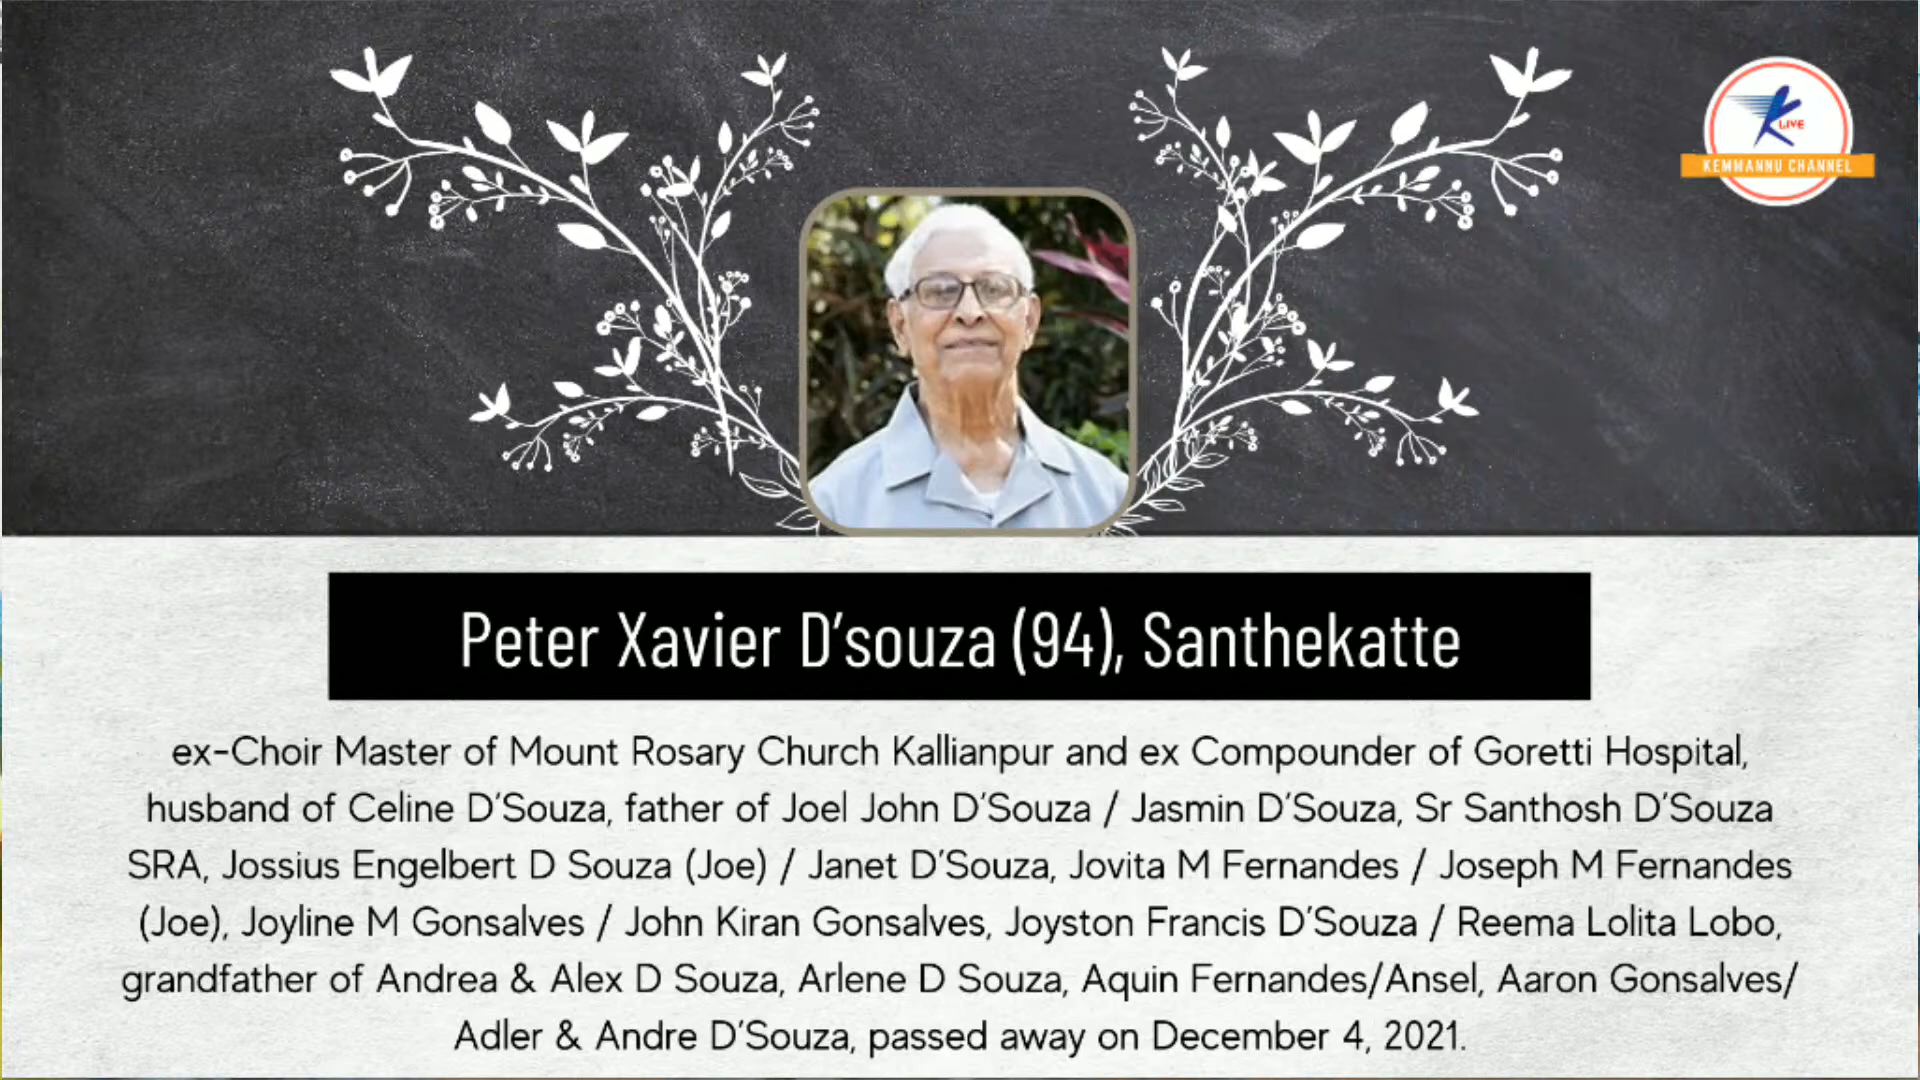 LIVE
KEMMANNU CHANNEL
Peter Xavier D'souza (94), Santhekatte
ex-Choir Master of Mount Rosary Church Kallianpur and ex Compounder of Goretti Hospital,
husband of Celine D'Souza, father of Joel John D'Souza / Jasmin D'Souza, Sr Santhosh D'Souza
SRA, Jossius Engelbert D Souza (Joe) / Janet D'Souza, Jovita M Fernandes / Joseph M Fernandes
(Joe), Joyline M Gonsalves / John Kiran Gonsalves, Joyston Francis D'Souza / Reema Lolita Lobo,
grandfather of Andrea & Alex D Souza, Arlene D Souza, Aquin Fernandes/Ansel, Aaron Gonsalves/
Adler & Andre D'Souza, passed away on December 4, 2021.